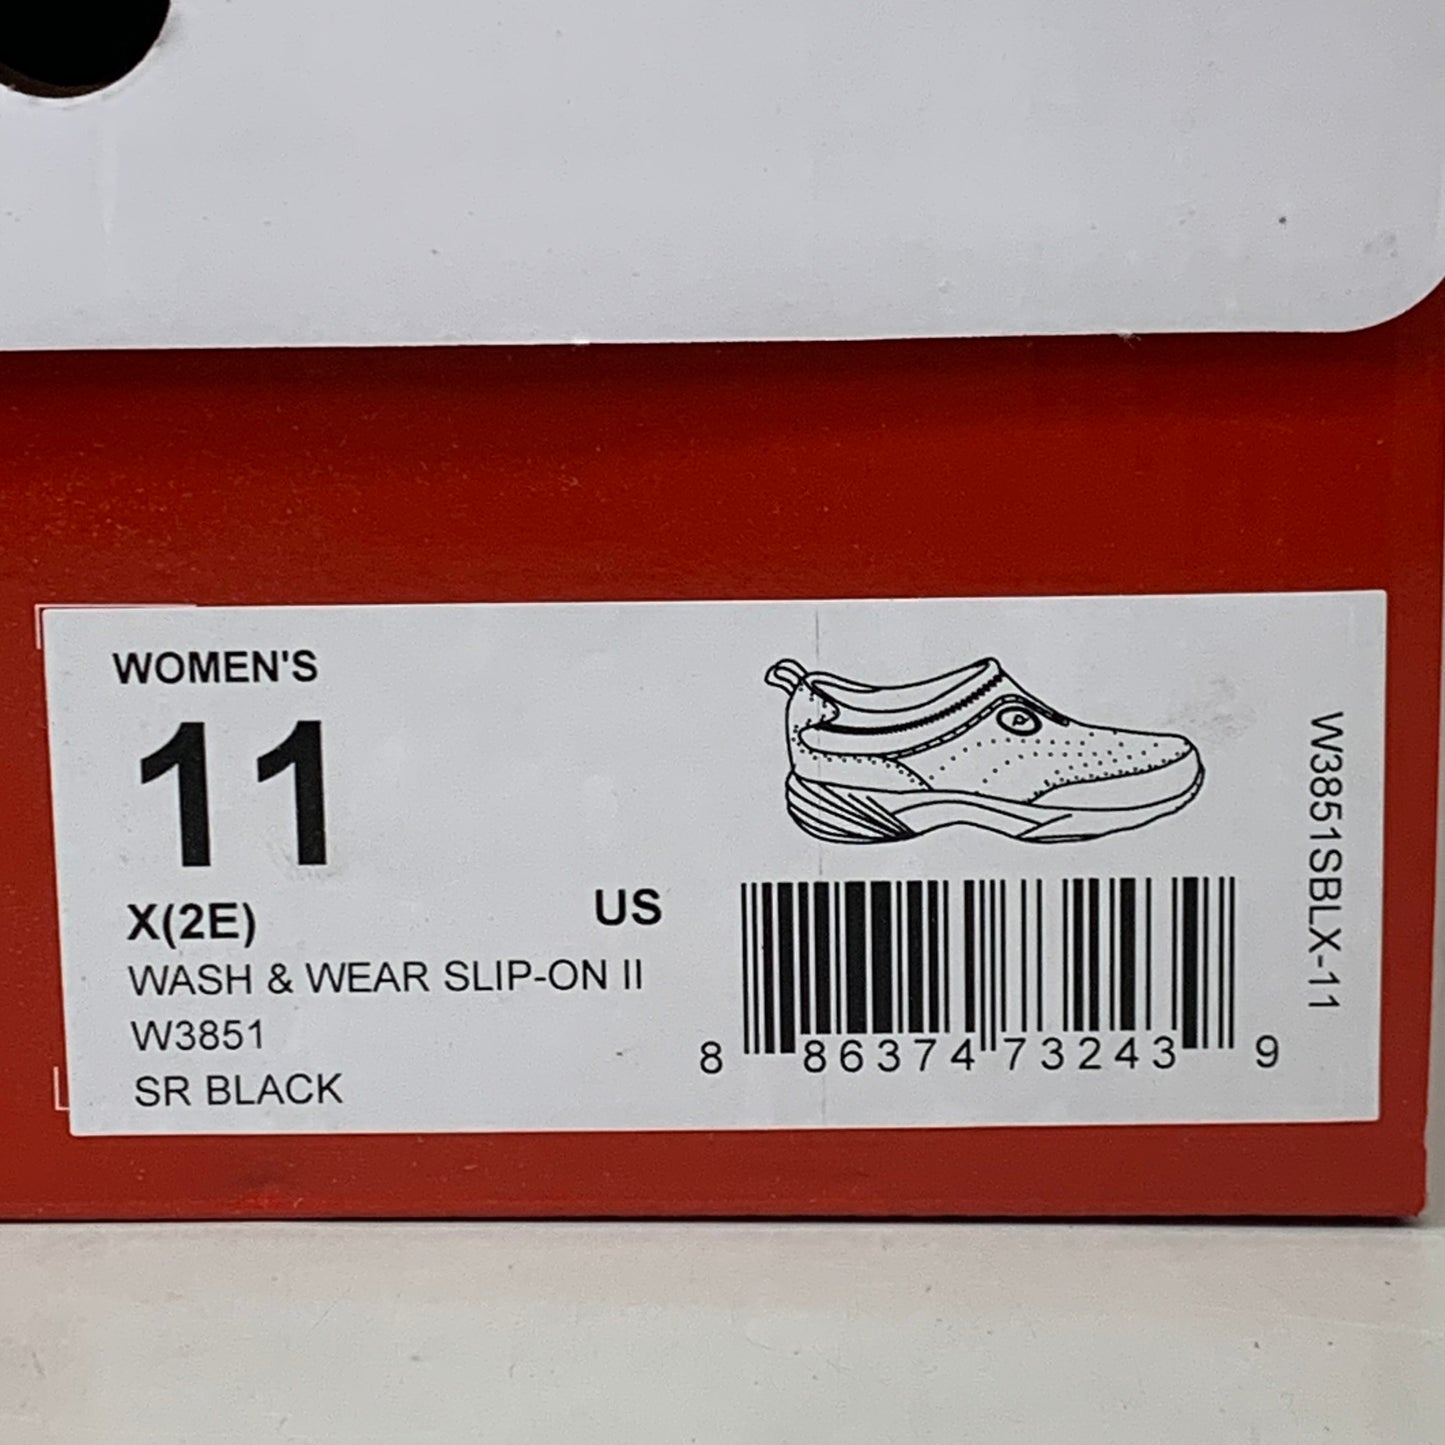 WOMEN'S
11
X(2E)
US
WASH & WEAR SLIP-ON II
W3851
SR BLACK
8 86374 73243 9
W3851SBLX-11